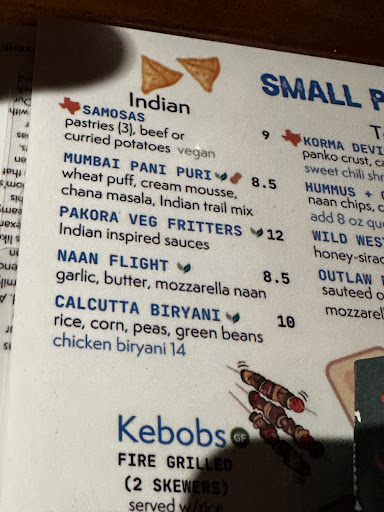 SMALL P
Indian
SAMOSAS 9
pastries (3), beef or
curried potatoes vegan
MUMBAI PANI PURI 8.5
wheat puff, cream mousse,
chana masala, Indian trail mix
PAKORA VEG FRITTERS 12
Indian inspired sauces
NAAN FLIGHT 8.5
garlic, butter, mozzarella naan
CALCUTTA BIRYANI 10
rice, corn, peas, green beans
chicken biryani 14
Kebobs GF
FIRE GRILLED
(2 SKEWERS)
served w/rice
T
KORMA DEVI
panko crust, ca
sweet chili shr
HUMMUS +
naan chips, c
add 8 oz qu
WILD WES
honey-sirac
OUTLAW
sauteed o
mozzarel